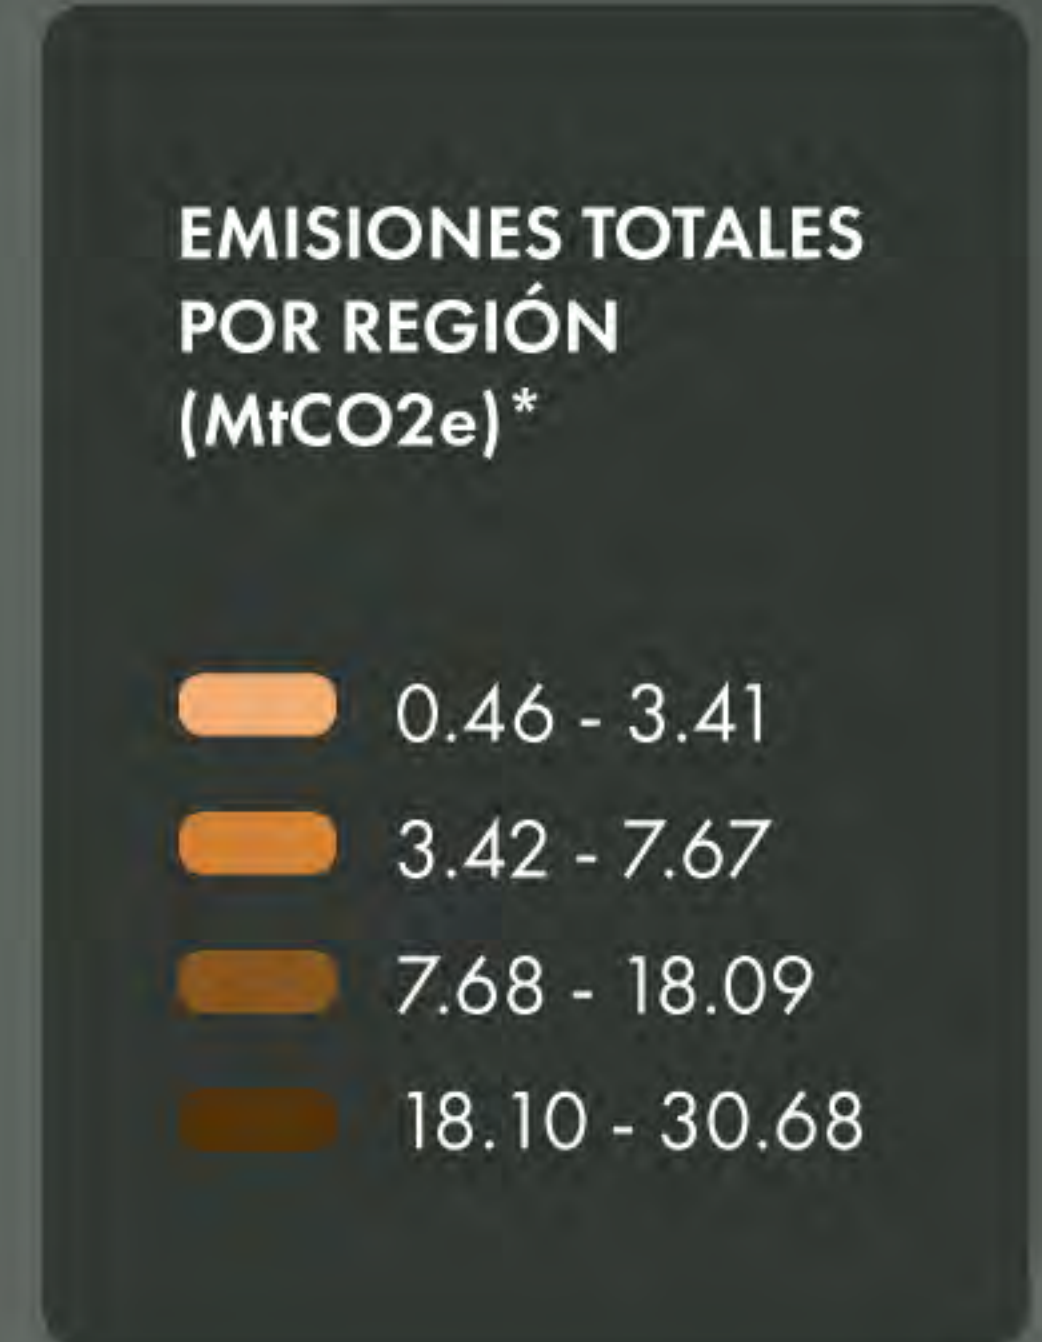 EMISIONES TOTALES
POR REGIÓN
(MtCO2e)*
0.46 - 3.41
3.42 - 7.67
7.68 - 18.09
18.10 - 30.68